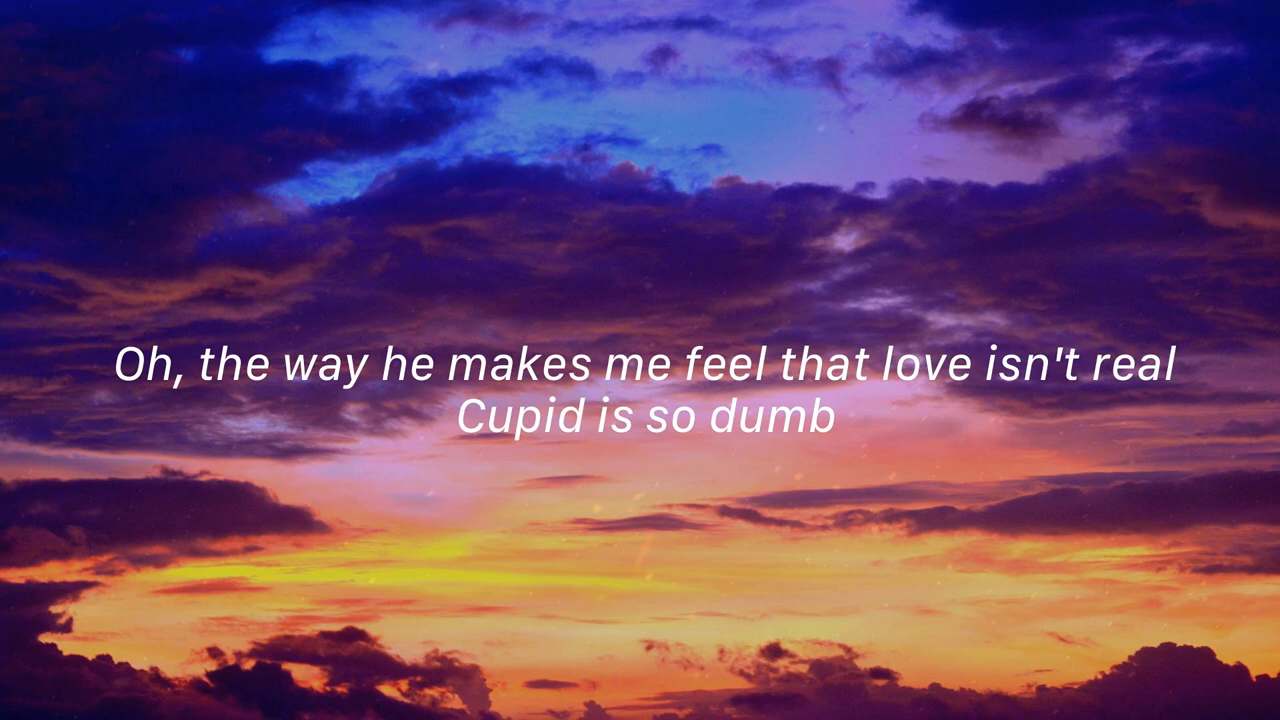 Oh, the way he makes me feel that love isn't real
Cupid is so dumb